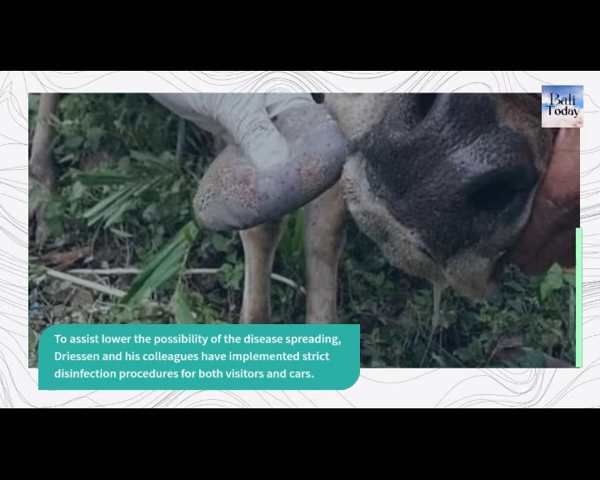 Bali
Today
To assist lower the possibility of the disease spreading,
Driessen and his colleagues have implemented strict
disinfection procedures for both visitors and cars.